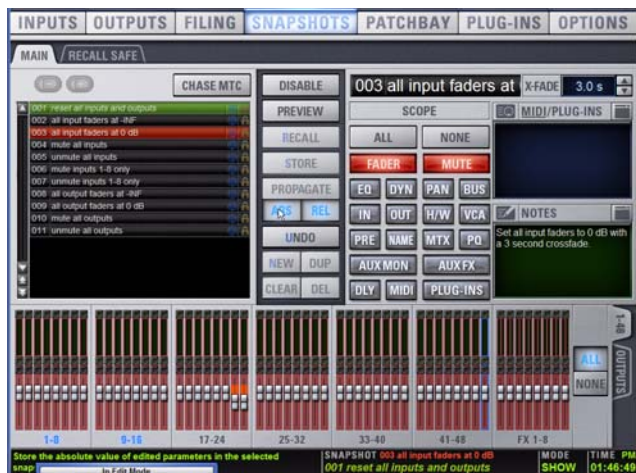 INPUTS OUTPUTS FILING SNAPSHOTS PATCHBAY PLUG-INS OPTIONS
MAIN RECALL SAFE
CHASE MTC
001 reset all inputs and outputs
002 all input faders at -INF
003 all input faders at 0 dB
004 mute all inputs
005 unmute all inputs
006 mute inputs 1-8 only
007 unmute inputs 1-8 only
008 all output faders at -INF
009 all output faders at 0 dB
010 mute all outputs
011 unmute all outputs
DISABLE
PREVIEW
RECALL
STORE
PROPAGATE
ABS REL
UNDO
NEW DUP
CLEAR DEL
003 all input faders at X-FADE 3.0 s
SCOPE
ALL NONE
FADER MUTE
EQ DYN PAN BUS
IN OUT H/W VCA
PRE NAME MTX PQ
AUX MON AUX FX
DLY MIDI PLUG-INS
MIDI/PLUG-INS
NOTES
Set all input faders to 0 dB with
a 3 second crossfade.
1-48
OUTPUTS
ALL
NONE
1-8 9-16 17-24 25-32 33-40 41-48 FX 1-8
Store the absolute value of edited parameters in the selected
snap
In Edit Mode
SNAPSHOT 003 all input faders at 0 dB
001 reset all inputs and outputs
MODE
SHOW
TIME PM
01:46:46